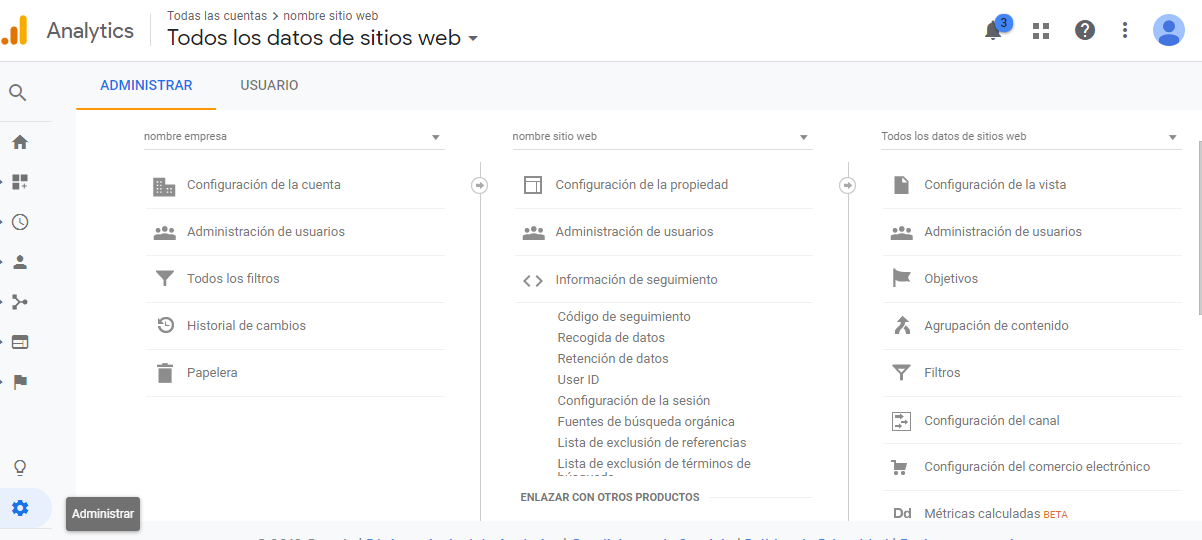 Analytics
Todas las cuentas > nombre sitio web
Todos los datos de sitios web
3
ADMINISTRAR
USUARIO
nombre empresa
Configuración de la cuenta
Administración de usuarios
Todos los filtros
Historial de cambios
Papelera
nombre sitio web
Configuración de la propiedad
Administración de usuarios
Información de seguimiento
Código de seguimiento
Recogida de datos
Retención de datos
User ID
Configuración de la sesión
Fuentes de búsqueda orgánica
Lista de exclusión de referencias
Lista de exclusión de términos de
ENLAZAR CON OTROS PRODUCTOS
Todos los datos de sitios web
Configuración de la vista
Administración de usuarios
Objetivos
Agrupación de contenido
Filtros
Configuración del canal
Configuración del comercio electrónico
Dd Métricas calculadas BETA
Administrar